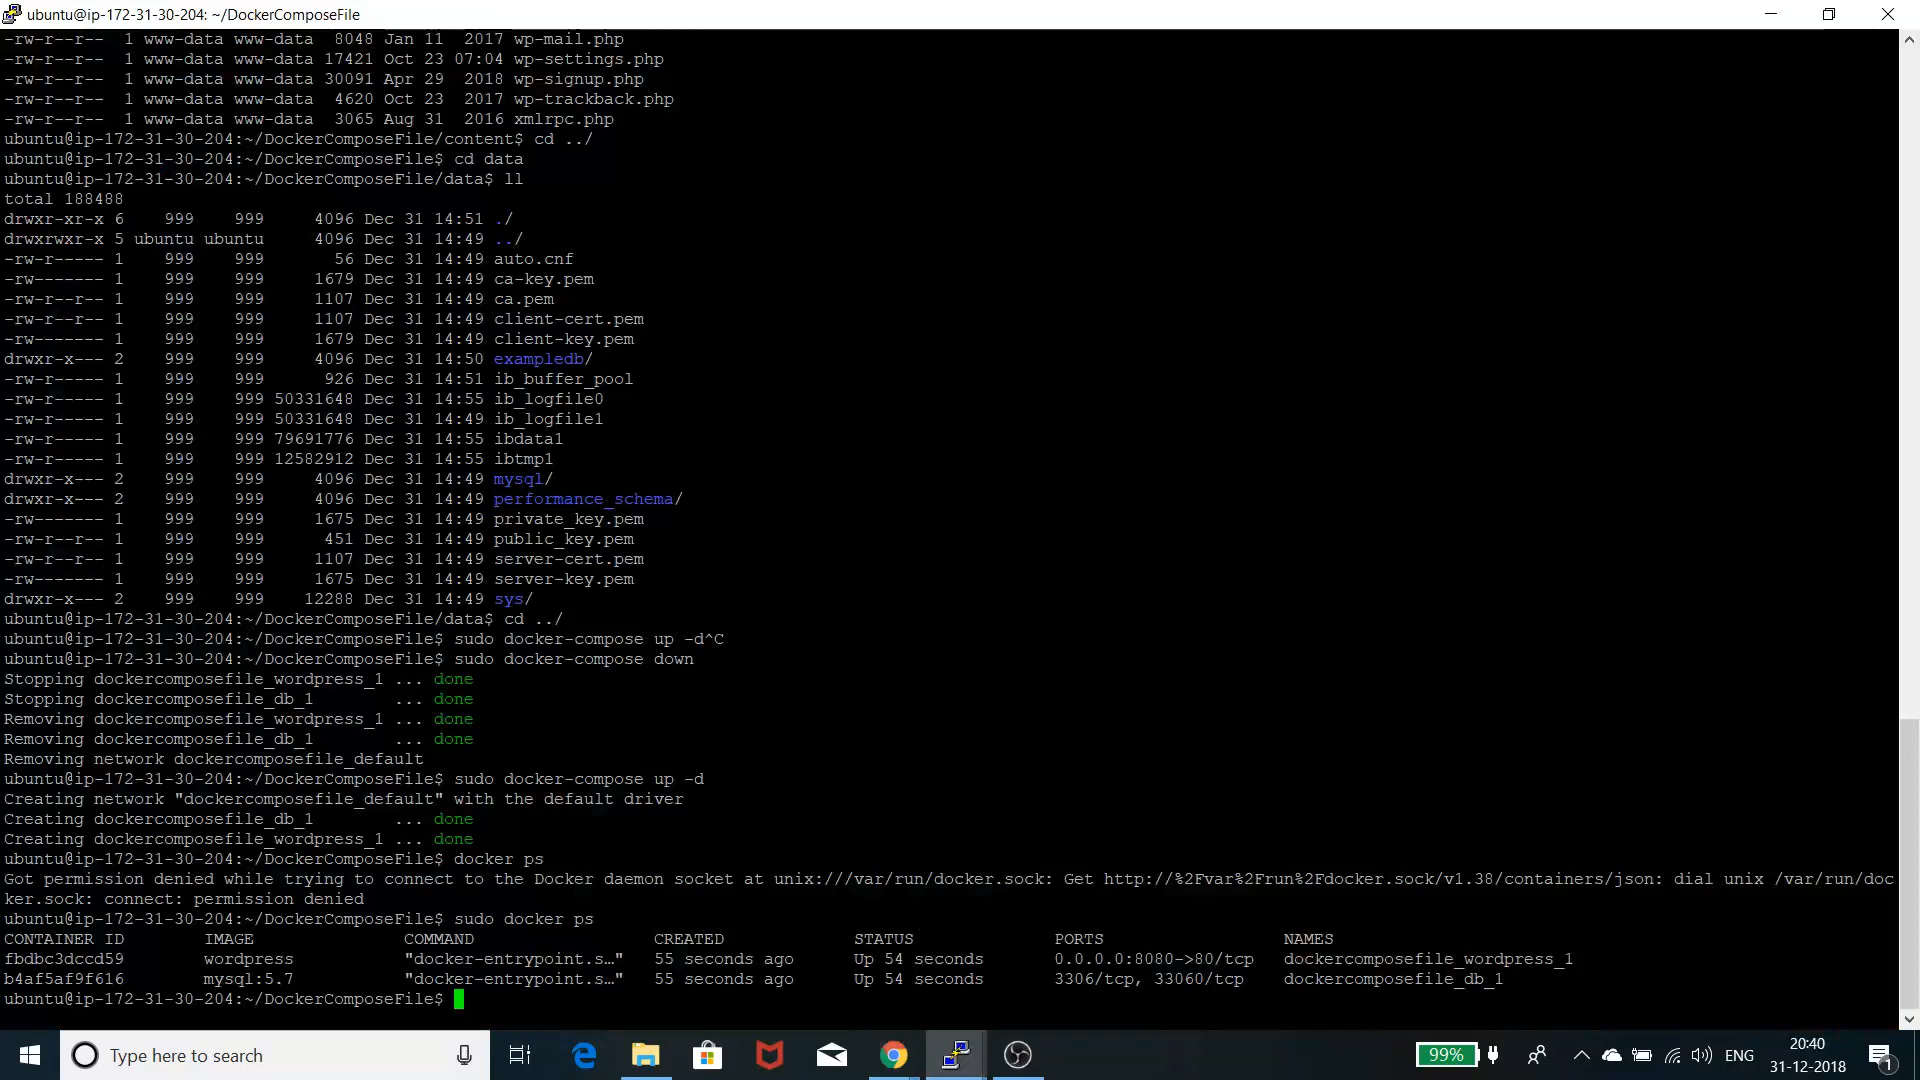 ubuntu@ip-172-31-30-204: ~/DockerComposeFile
-rw-r--r--  1 www-data www-data  8048 Jan 11  2017 wp-mail.php
-rw-r--r--  1 www-data www-data 17421 Oct 23 07:04 wp-settings.php
-rw-r--r--  1 www-data www-data 30091 Apr 29  2018 wp-signup.php
-rw-r--r--  1 www-data www-data  4620 Oct 23  2017 wp-trackback.php
-rw-r--r--  1 www-data www-data  3065 Aug 31  2016 xmlrpc.php
ubuntu@ip-172-31-30-204:~/DockerComposeFile/content$ cd ../
ubuntu@ip-172-31-30-204:~/DockerComposeFile$ cd data
ubuntu@ip-172-31-30-204:~/DockerComposeFile/data$ ll
total 188488
drwxr-xr-x 6    999    999     4096 Dec 31 14:51 ./
drwxrwxr-x 5 ubuntu ubuntu     4096 Dec 31 14:49 ../
-rw-r----- 1    999    999       56 Dec 31 14:49 auto.cnf
-rw------- 1    999    999     1679 Dec 31 14:49 ca-key.pem
-rw-r--r-- 1    999    999     1107 Dec 31 14:49 ca.pem
-rw-r--r-- 1    999    999     1107 Dec 31 14:49 client-cert.pem
-rw------- 1    999    999     1679 Dec 31 14:49 client-key.pem
drwxr-x--- 2    999    999     4096 Dec 31 14:50 exampledb/
-rw-r----- 1    999    999      926 Dec 31 14:51 ib_buffer_pool
-rw-r----- 1    999    999 50331648 Dec 31 14:55 ib_logfile0
-rw-r----- 1    999    999 50331648 Dec 31 14:49 ib_logfile1
-rw-r----- 1    999    999 79691776 Dec 31 14:55 ibdata1
-rw-r----- 1    999    999 12582912 Dec 31 14:55 ibtmp1
drwxr-x--- 2    999    999     4096 Dec 31 14:49 mysql/
drwxr-x--- 2    999    999     4096 Dec 31 14:49 performance_schema/
-rw------- 1    999    999     1675 Dec 31 14:49 private_key.pem
-rw-r--r-- 1    999    999      451 Dec 31 14:49 public_key.pem
-rw-r--r-- 1    999    999     1107 Dec 31 14:49 server-cert.pem
-rw------- 1    999    999     1675 Dec 31 14:49 server-key.pem
drwxr-x--- 2    999    999    12288 Dec 31 14:49 sys/
ubuntu@ip-172-31-30-204:~/DockerComposeFile/data$ cd ../
ubuntu@ip-172-31-30-204:~/DockerComposeFile$ sudo docker-compose up -d^C
ubuntu@ip-172-31-30-204:~/DockerComposeFile$ sudo docker-compose down
Stopping dockercomposefile_wordpress_1 ... done
Stopping dockercomposefile_db_1        ... done
Removing dockercomposefile_wordpress_1 ... done
Removing dockercomposefile_db_1        ... done
Removing network dockercomposefile_default
ubuntu@ip-172-31-30-204:~/DockerComposeFile$ sudo docker-compose up -d
Creating network "dockercomposefile_default" with the default driver
Creating dockercomposefile_db_1        ... done
Creating dockercomposefile_wordpress_1 ... done
ubuntu@ip-172-31-30-204:~/DockerComposeFile$ docker ps
Got permission denied while trying to connect to the Docker daemon socket at unix:///var/run/docker.sock: Get http://%2Fvar%2Frun%2Fdocker.sock/v1.38/containers/json: dial unix /var/run/doc
ker.sock: connect: permission denied
ubuntu@ip-172-31-30-204:~/DockerComposeFile$ sudo docker ps
CONTAINER ID        IMAGE               COMMAND                  CREATED             STATUS              PORTS                  NAMES
fbdbc3dccd59        wordpress           "docker-entrypoint.s…"   55 seconds ago      Up 54 seconds       0.0.0.0:8080->80/tcp   dockercomposefile_wordpress_1
b4af5af9f616        mysql:5.7           "docker-entrypoint.s…"   55 seconds ago      Up 54 seconds       3306/tcp, 33060/tcp    dockercomposefile_db_1
ubuntu@ip-172-31-30-204:~/DockerComposeFile$
Type here to search
99%
ENG
20:40
31-12-2018
1